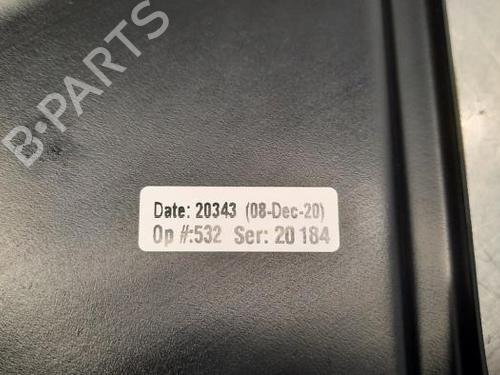 B-PARTS
Date: 20343 (08-Dec-20)
Op #:532 Ser: 20 184